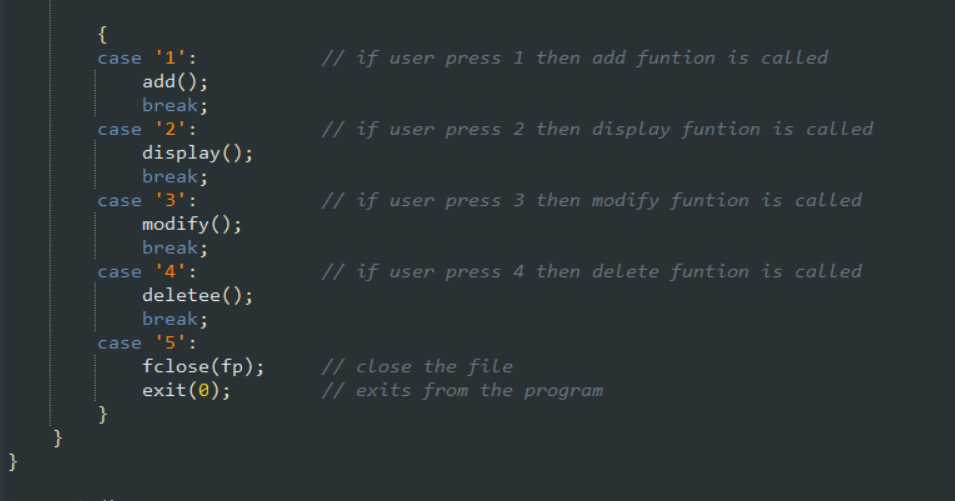 {
case '1': // if user press 1 then add funtion is called
add();
break;
case '2': // if user press 2 then display funtion is called
display();
break;
case '3': // if user press 3 then modify funtion is called
modify();
break;
case '4': // if user press 4 then delete funtion is called
deletee();
break;
case '5':
fclose(fp); // close the file
exit(0); // exits from the program
}
}
}